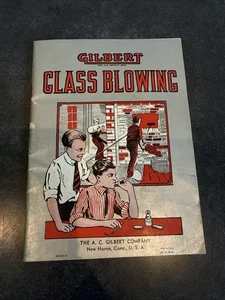 GILBERT
GLASS BLOWING
THE A. C. GILBERT COMPANY
New Haven, Conn., U. S. A.